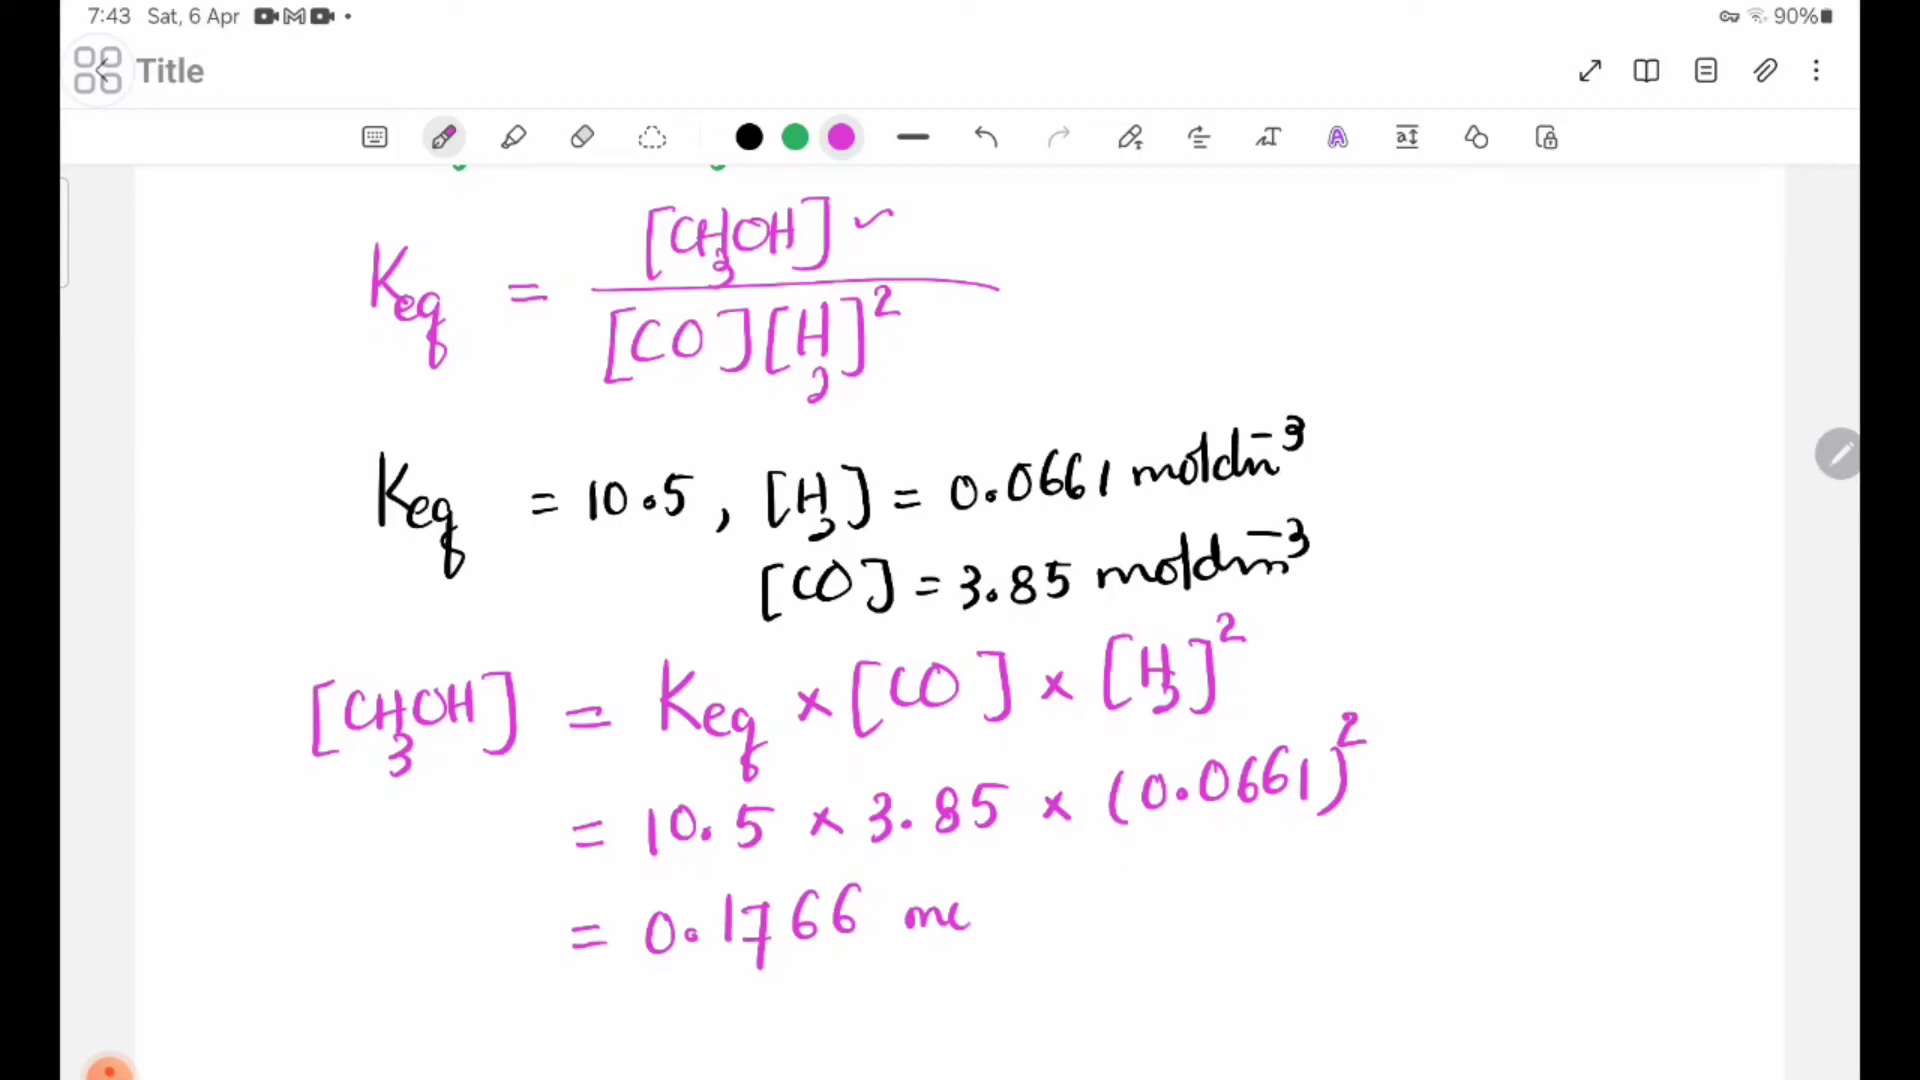 7:43 Sat, 6 Apr 90%
Title
[CH3OH]
Keq = 
[CO][H2]^2
Keq = 10.5, [H2] = 0.0661 moldm^-3
[CO] = 3.85 moldm^-3
[CH3OH] = Keq × [CO] × [H2]^2
= 10.5 × 3.85 × (0.0661)^2
= 0.1766 mo